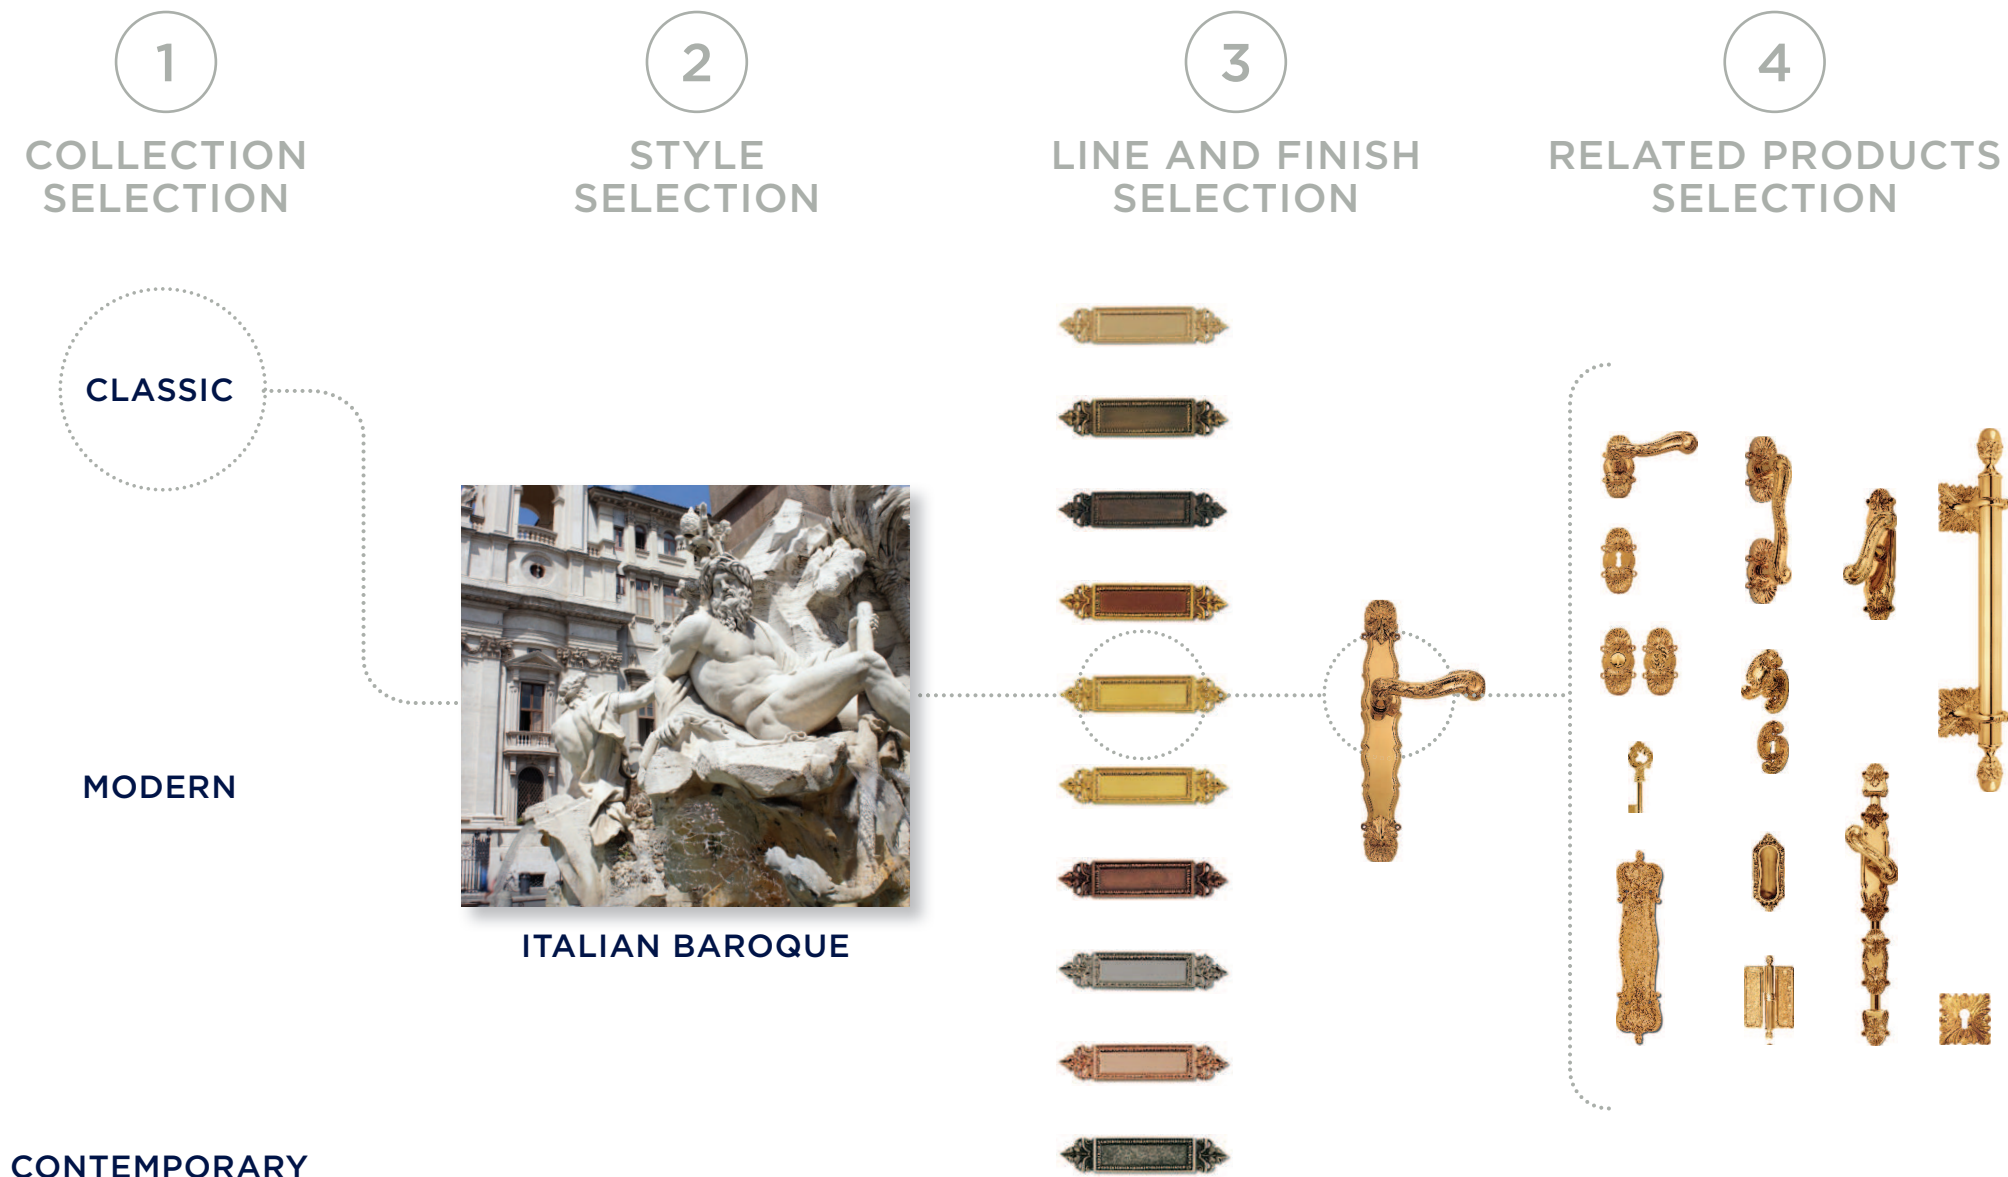 1
COLLECTION
SELECTION
2
STYLE
SELECTION
3
LINE AND FINISH
SELECTION
4
RELATED PRODUCTS
SELECTION
CLASSIC
MODERN
CONTEMPORARY
ITALIAN BAROQUE